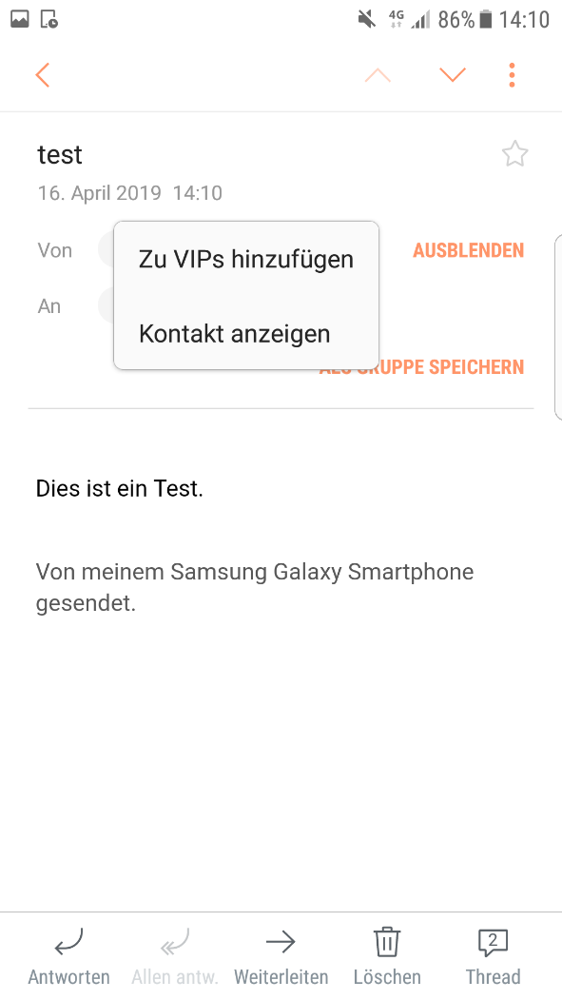 4G 86% 14:10
test
16. April 2019 14:10
Von
AUSBLENDEN
Zu VIPs hinzufügen
An
Kontakt anzeigen
GRUPPE SPEICHERN
Dies ist ein Test.
Von meinem Samsung Galaxy Smartphone
gesendet.
2
Antworten Allen antw. Weiterleiten Löschen Thread